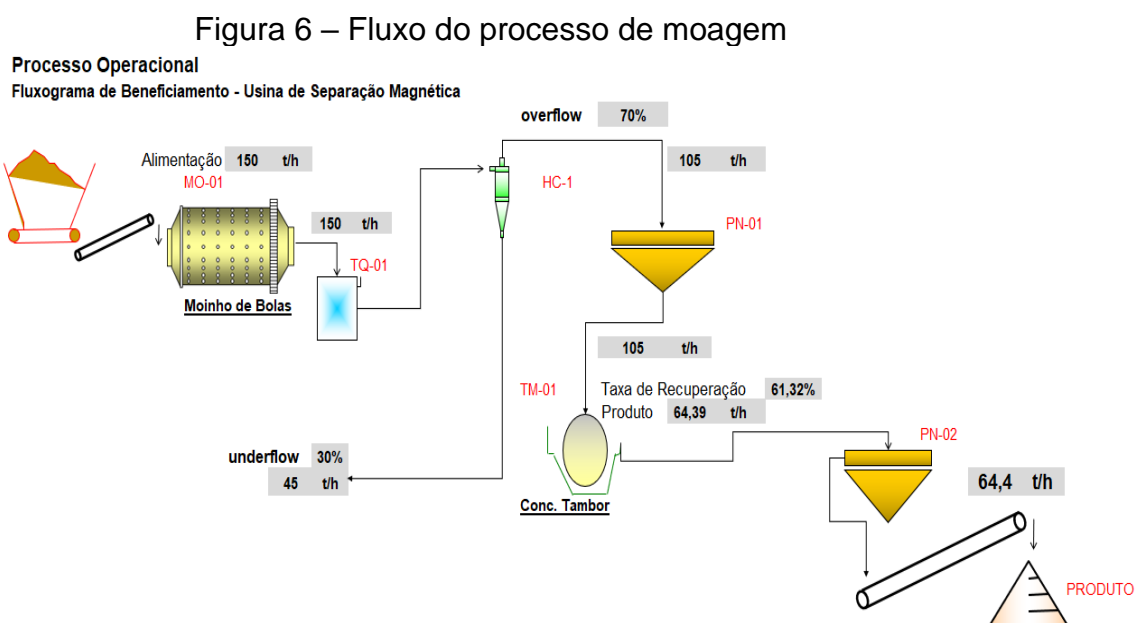 Figura 6 – Fluxo do processo de moagem
Processo Operacional
Fluxograma de Beneficiamento - Usina de Separação Magnética
overflow 70%
Alimentação 150 t/h
105 t/h
MO-01
HC-1
150 t/h
PN-01
TQ-01
Moinho de Bolas
105 t/h
TM-01
Taxa de Recuperação 61,32%
Produto 64,39 t/h
PN-02
underflow 30%
45 t/h
64,4 t/h
Conc. Tambor
PRODUTO